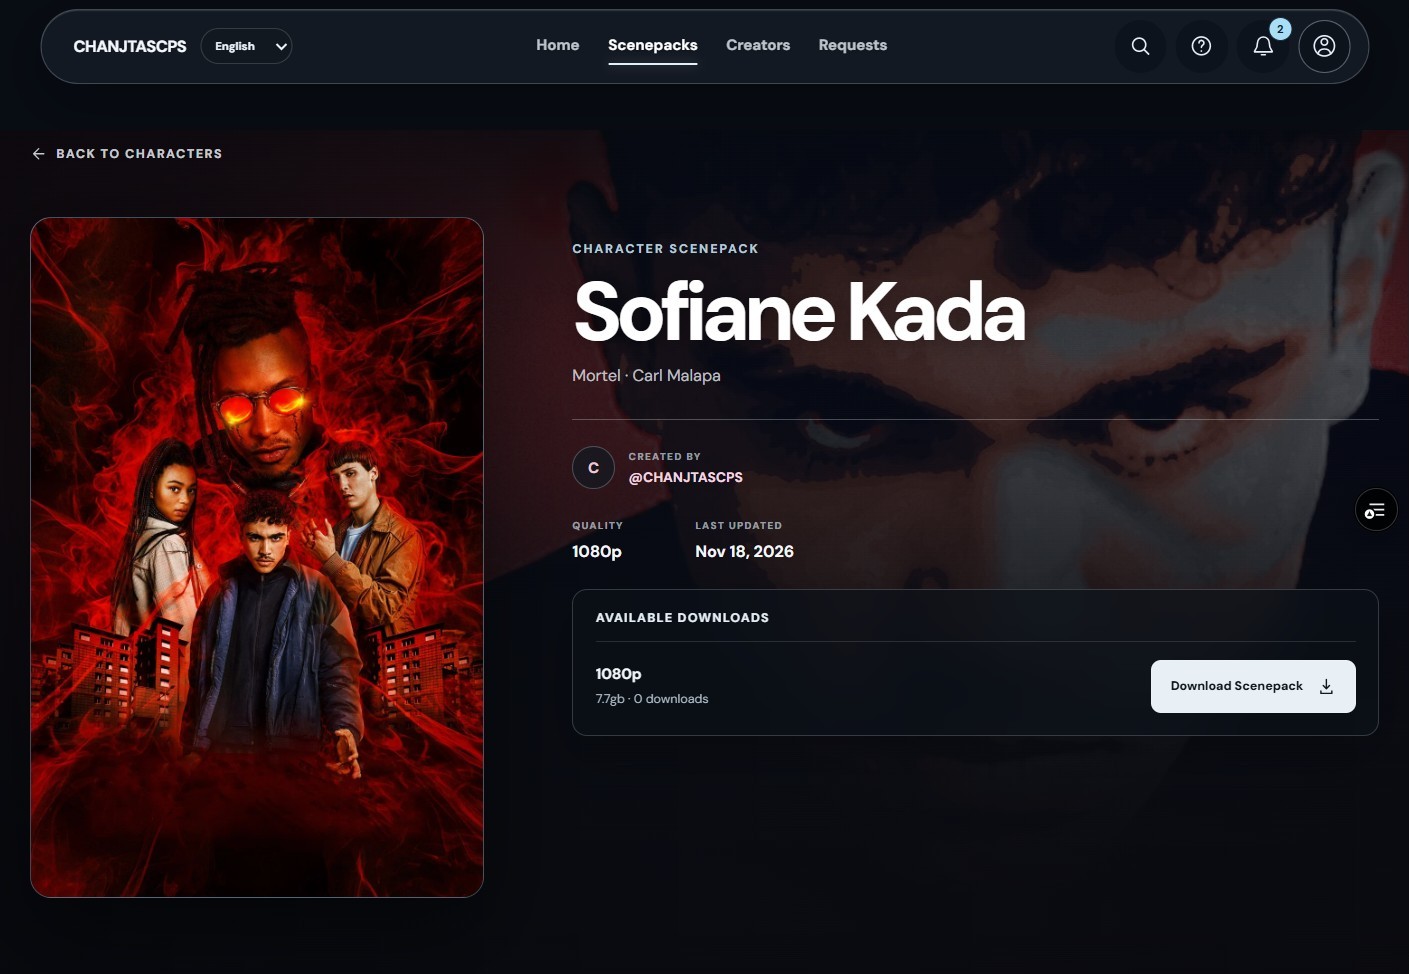 CHANJTASCPS
English
Home
Scenepacks
Creators
Requests
2
BACK TO CHARACTERS
CHARACTER SCENEPACK
Sofiane Kada
Mortel · Carl Malapa
C
CREATED BY
@CHANJTASCPS
QUALITY
1080p
LAST UPDATED
Nov 18, 2026
AVAILABLE DOWNLOADS
1080p
7.7gb · 0 downloads
Download Scenepack